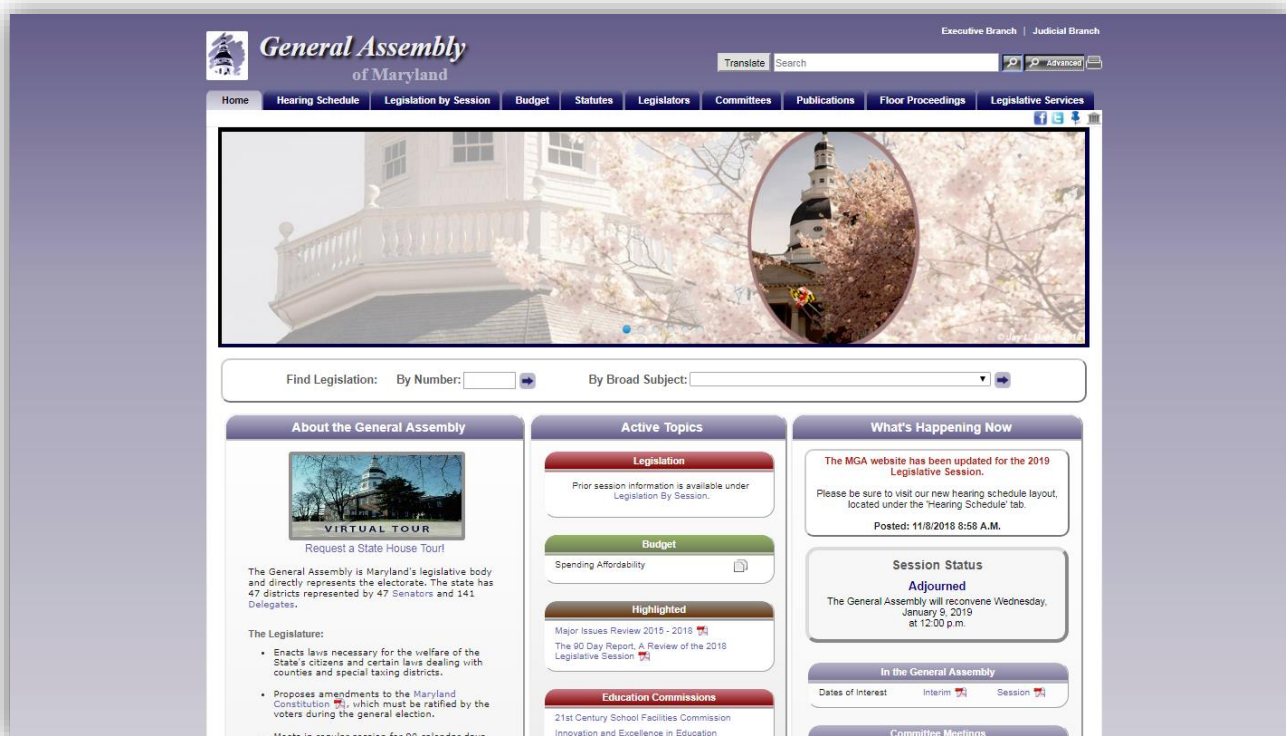 Executive Branch | Judicial Branch
General Assembly
of Maryland
Translate Search Advanced
Home Hearing Schedule Legislation by Session Budget Statutes Legislators Committees Publications Floor Proceedings Legislative Services
Find Legislation: By Number: By Broad Subject:
About the General Assembly
VIRTUAL TOUR
Request a State House Tour!
The General Assembly is Maryland's legislative body
and directly represents the electorate. The state has
47 districts represented by 47 Senators and 141
Delegates.
The Legislature:
• Enacts laws necessary for the welfare of the
State's citizens and certain laws dealing with
counties and special taxing districts.
• Proposes amendments to the Maryland
Constitution , which must be ratified by the
voters during the general election.
• Meets in regular session for 90 calendar days
Active Topics
Legislation
Prior session information is available under
Legislation By Session.
Budget
Spending Affordability
Highlighted
Major Issues Review 2015 - 2018
The 90 Day Report, A Review of the 2018
Legislative Session
Education Commissions
21st Century School Facilities Commission
Innovation and Excellence in Education
What's Happening Now
The MGA website has been updated for the 2019
Legislative Session.
Please be sure to visit our new hearing schedule layout,
located under the 'Hearing Schedule' tab.
Posted: 11/8/2018 8:58 A.M.
Session Status
Adjourned
The General Assembly will reconvene Wednesday,
January 9, 2019
at 12:00 p.m.
In the General Assembly
Dates of Interest Interim Session
Committee Meetings